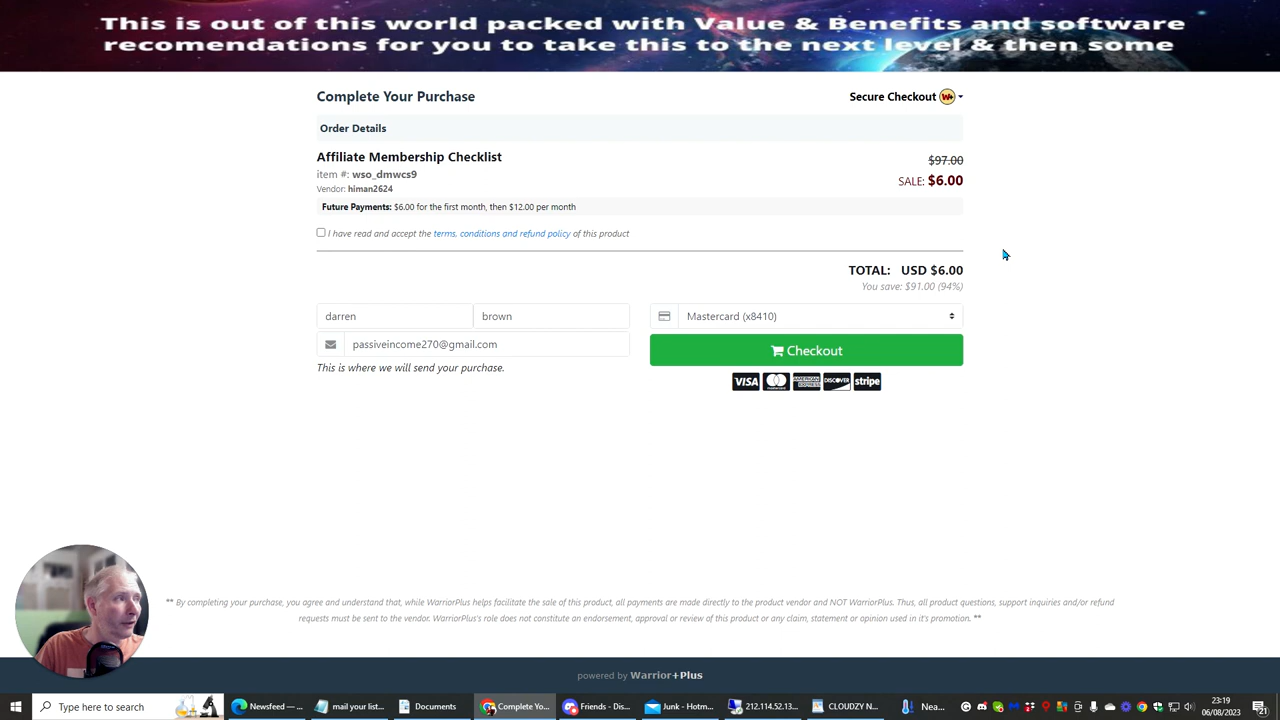 This is out of this world packed with Value & Benefits and software
recomendations for you to take this to the next level & then some
Complete Your Purchase
Secure Checkout W+
Order Details
Affiliate Membership Checklist
$97.00
item #: wso_dmwcs9
SALE: $6.00
Vendor: himan2624
Future Payments: $6.00 for the first month, then $12.00 per month
I have read and accept the terms, conditions and refund policy of this product
TOTAL: USD $6.00
You save: $91.00 (94%)
darren
brown
Mastercard (x8410)
passiveincome270@gmail.com
Checkout
This is where we will send your purchase.
VISA
mastercard
AMERICAN EXPRESS
DISCOVER
stripe
** By completing your purchase, you agree and understand that, while WarriorPlus helps facilitate the sale of this product, all payments are made directly to the product vendor and NOT WarriorPlus. Thus, all product questions, support inquiries and/or refund
requests must be sent to the vendor. WarriorPlus's role does not constitute an endorsement, approval or review of this product or any claim, statement or opinion used in it's promotion. **
powered by Warrior+Plus
Type here to search
Newsfeed — ...
mail your list...
Documents
Complete Yo...
Friends - Dis...
Junk - Hotm...
212.114.52.13...
CLOUDZY N...
Nea...
23:19
06/08/2023